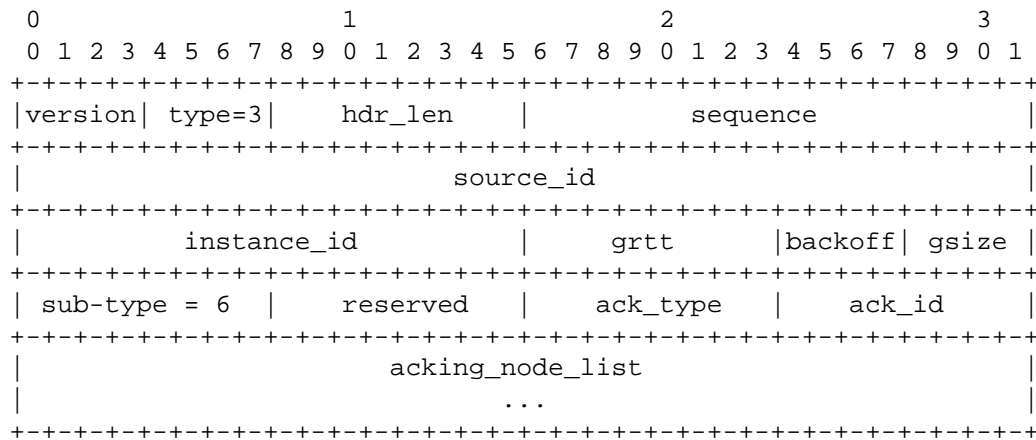 0                   1                   2                   3
 0 1 2 3 4 5 6 7 8 9 0 1 2 3 4 5 6 7 8 9 0 1 2 3 4 5 6 7 8 9 0 1
+-+-+-+-+-+-+-+-+-+-+-+-+-+-+-+-+-+-+-+-+-+-+-+-+-+-+-+-+-+-+-+-+
|version| type=3|    hdr_len    |          sequence             |
+-+-+-+-+-+-+-+-+-+-+-+-+-+-+-+-+-+-+-+-+-+-+-+-+-+-+-+-+-+-+-+-+
|                           source_id                           |
+-+-+-+-+-+-+-+-+-+-+-+-+-+-+-+-+-+-+-+-+-+-+-+-+-+-+-+-+-+-+-+-+
|          instance_id          |     grtt      |backoff| gsize |
+-+-+-+-+-+-+-+-+-+-+-+-+-+-+-+-+-+-+-+-+-+-+-+-+-+-+-+-+-+-+-+-+
| sub-type = 6  |    reserved   |    ack_type   |    ack_id     |
+-+-+-+-+-+-+-+-+-+-+-+-+-+-+-+-+-+-+-+-+-+-+-+-+-+-+-+-+-+-+-+-+
|                       acking_node_list                        |
|                              ...                              |
+-+-+-+-+-+-+-+-+-+-+-+-+-+-+-+-+-+-+-+-+-+-+-+-+-+-+-+-+-+-+-+-+